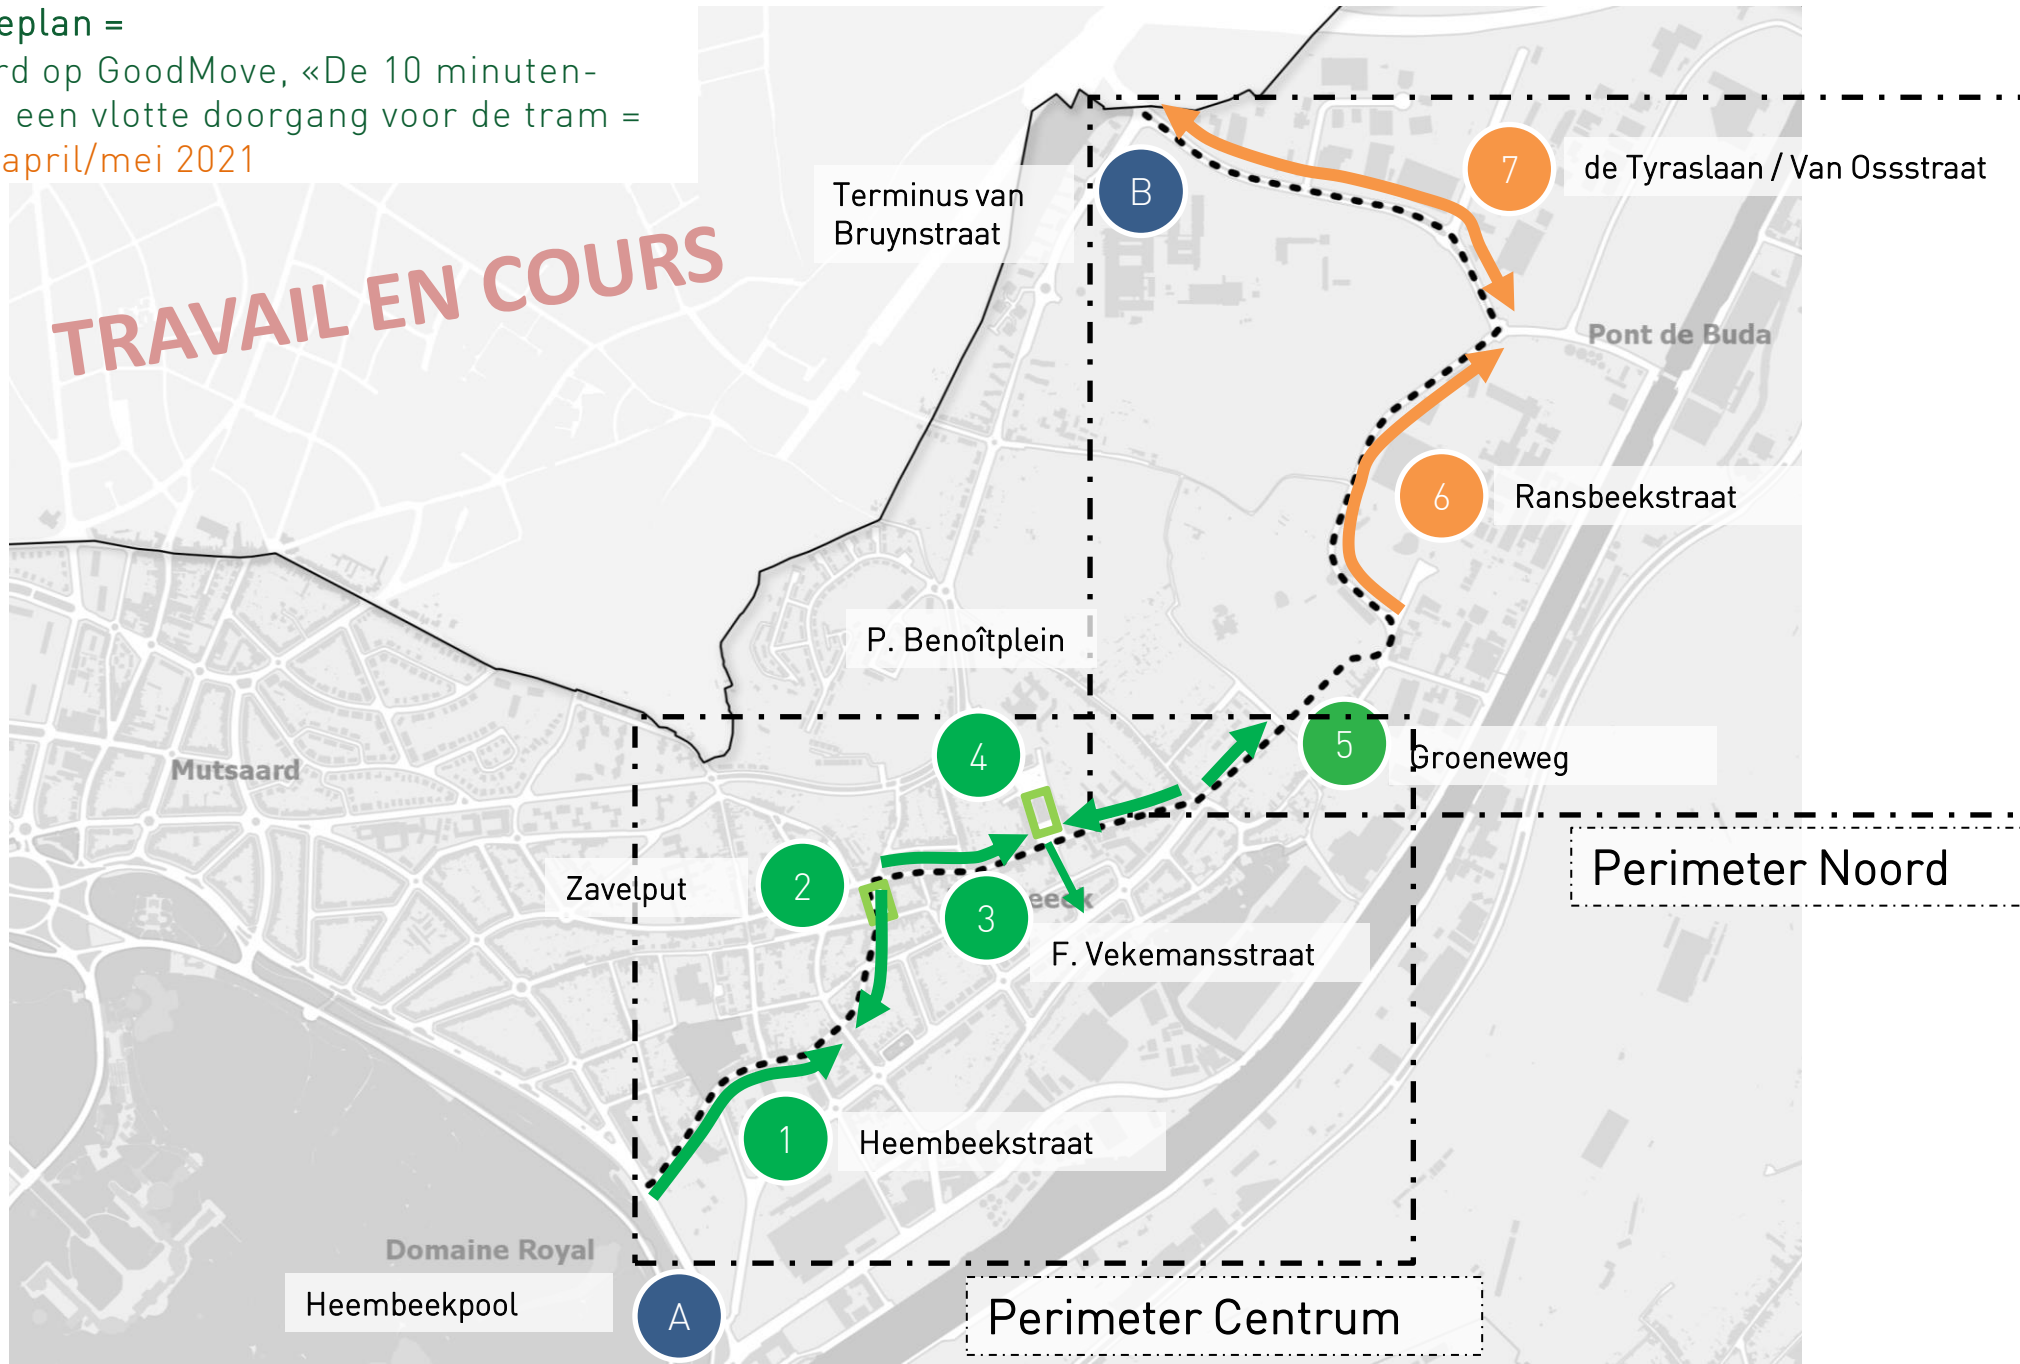 eplan =
rd op GoodMove, «De 10 minuten-
een vlotte doorgang voor de tram =
april/mei 2021
TRAVAIL EN COURS
7
de Tyraslaan / Van Ossstraat
B
Terminus van
Bruynstraat
Pont de Buda
6
Ransbeekstraat
P. Benoîtplein
4
5
Groeneweg
Mutsaard
Perimeter Noord
Zavelput
2
3
F. Vekemansstraat
1
Heembeekstraat
Domaine Royal
Heembeekpool
A
Perimeter Centrum